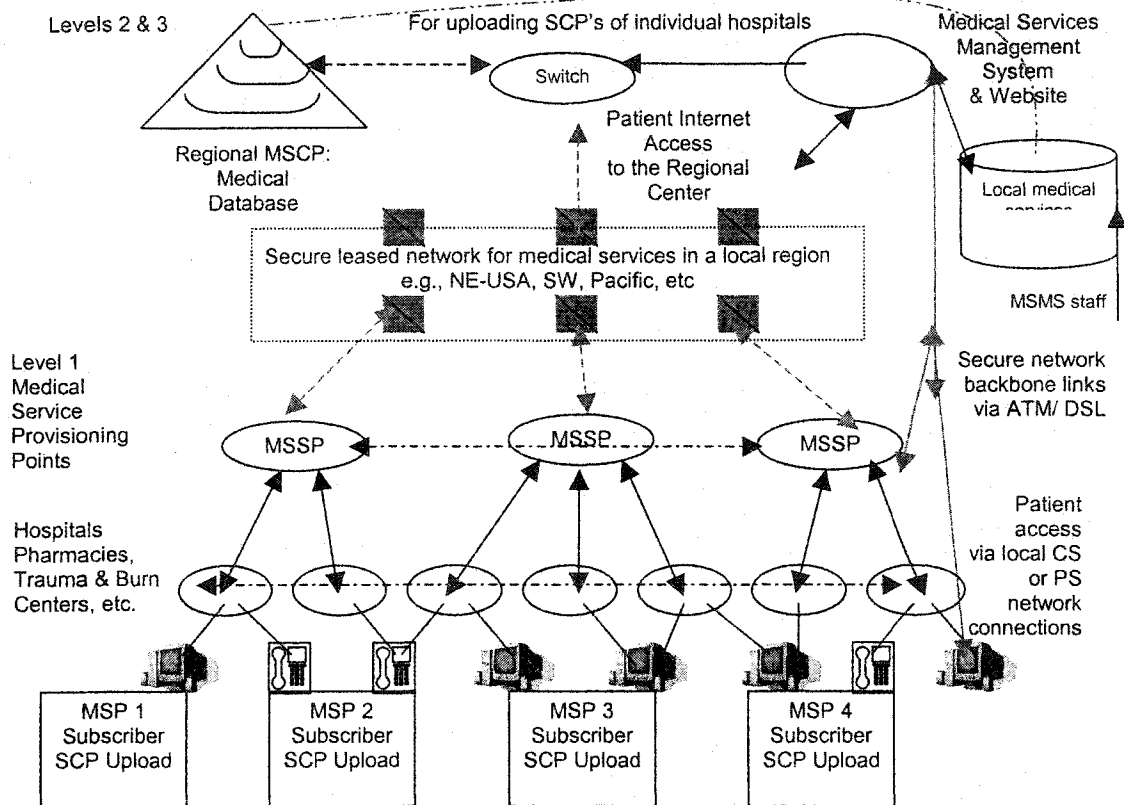 Levels 2 & 3
For uploading SCP's of individual hospitals
Medical Services
Management
System
& Website
Switch
Patient Internet
Access
to the Regional
Center
Regional MSCP:
Medical
Database
Local medical
services
Secure leased network for medical services in a local region
e.g., NE-USA, SW, Pacific, etc
MSMS staff
Level 1
Medical
Service
Provisioning
Points
Secure network
backbone links
via ATM/ DSL
MSSP
MSSP
MSSP
Hospitals
Pharmacies,
Trauma & Burn
Centers, etc.
Patient
access
via local CS
or PS
network
connections
MSP 1
Subscriber
SCP Upload
MSP 2
Subscriber
SCP Upload
MSP 3
Subscriber
SCP Upload
MSP 4
Subscriber
SCP Upload